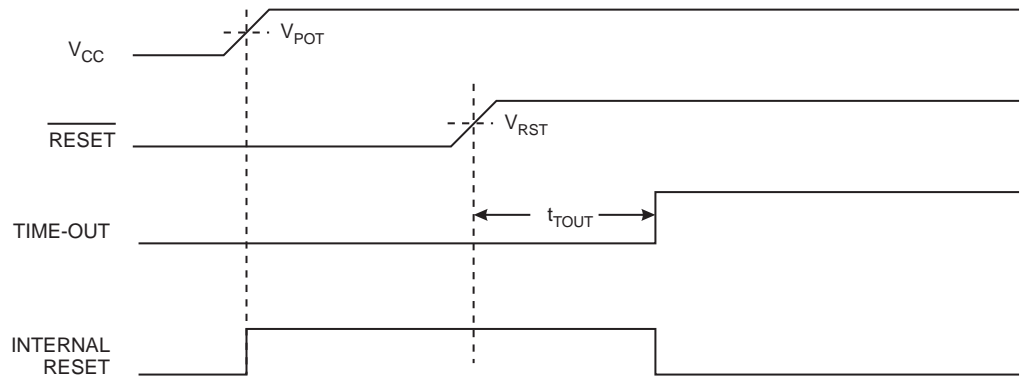 V_CC
V_POT
RESET
V_RST
TIME-OUT
t_TOUT
INTERNAL
RESET